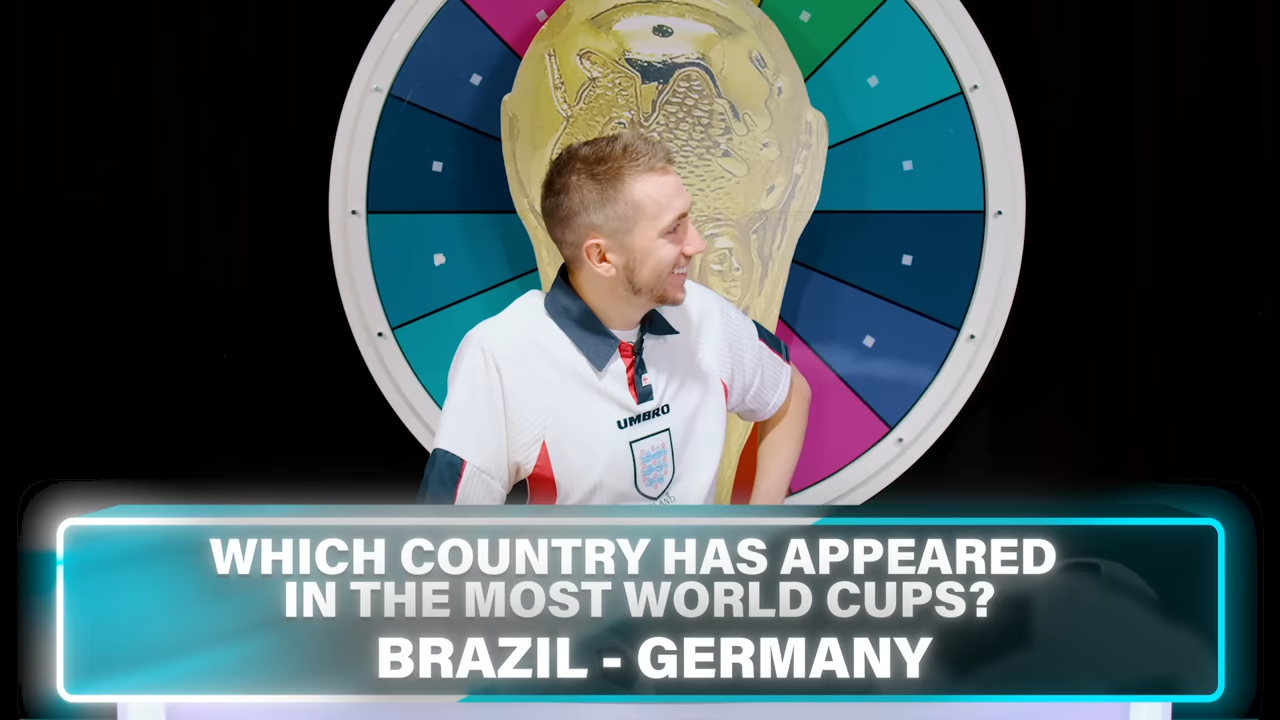 UMBRO
WHICH COUNTRY HAS APPEARED
IN THE MOST WORLD CUPS?
BRAZIL - GERMANY